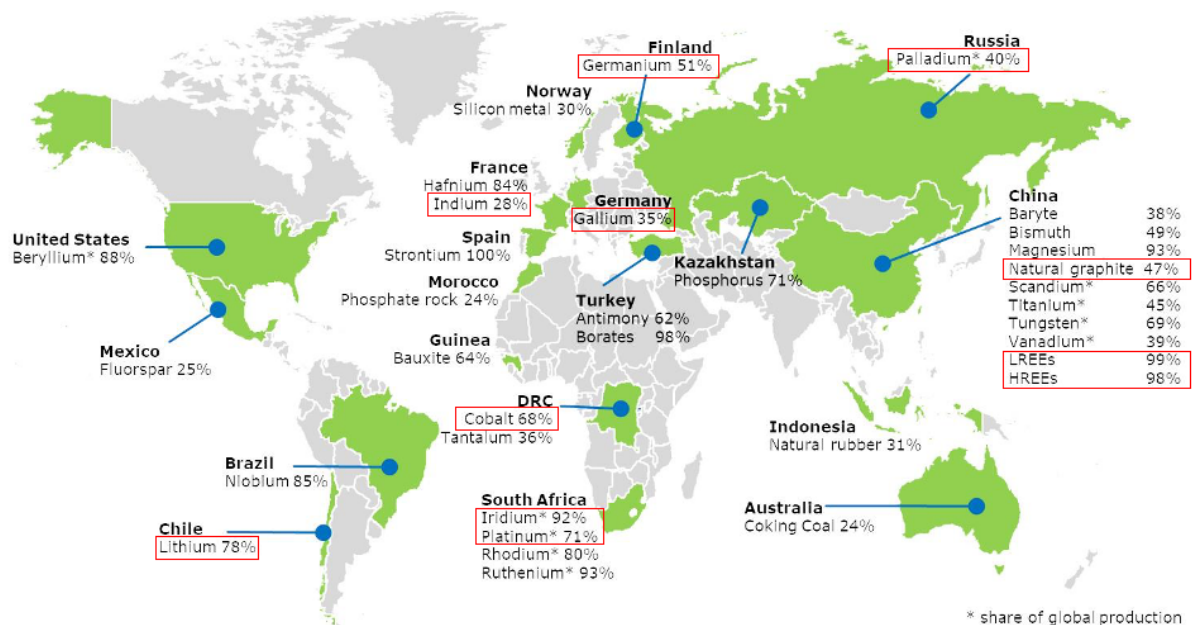 Finland
Germanium 51%
Russia
Palladium* 40%
Norway
Silicon metal 30%
France
Hafnium 84%
Indium 28%
Germany
Gallium 35%
China
Baryte 38%
Bismuth 49%
Magnesium 93%
Natural graphite 47%
Scandium* 66%
Titanium* 45%
Tungsten* 69%
Vanadium* 39%
LREEs 99%
HREEs 98%
United States
Beryllium* 88%
Spain
Strontium 100%
Kazakhstan
Phosphorus 71%
Morocco
Phosphate rock 24%
Turkey
Antimony 62%
Borates 98%
Mexico
Fluorspar 25%
Guinea
Bauxite 64%
DRC
Cobalt 68%
Tantalum 36%
Indonesia
Natural rubber 31%
Brazil
Niobium 85%
South Africa
Iridium* 92%
Platinum* 71%
Rhodium* 80%
Ruthenium* 93%
Australia
Coking Coal 24%
Chile
Lithium 78%
* share of global production